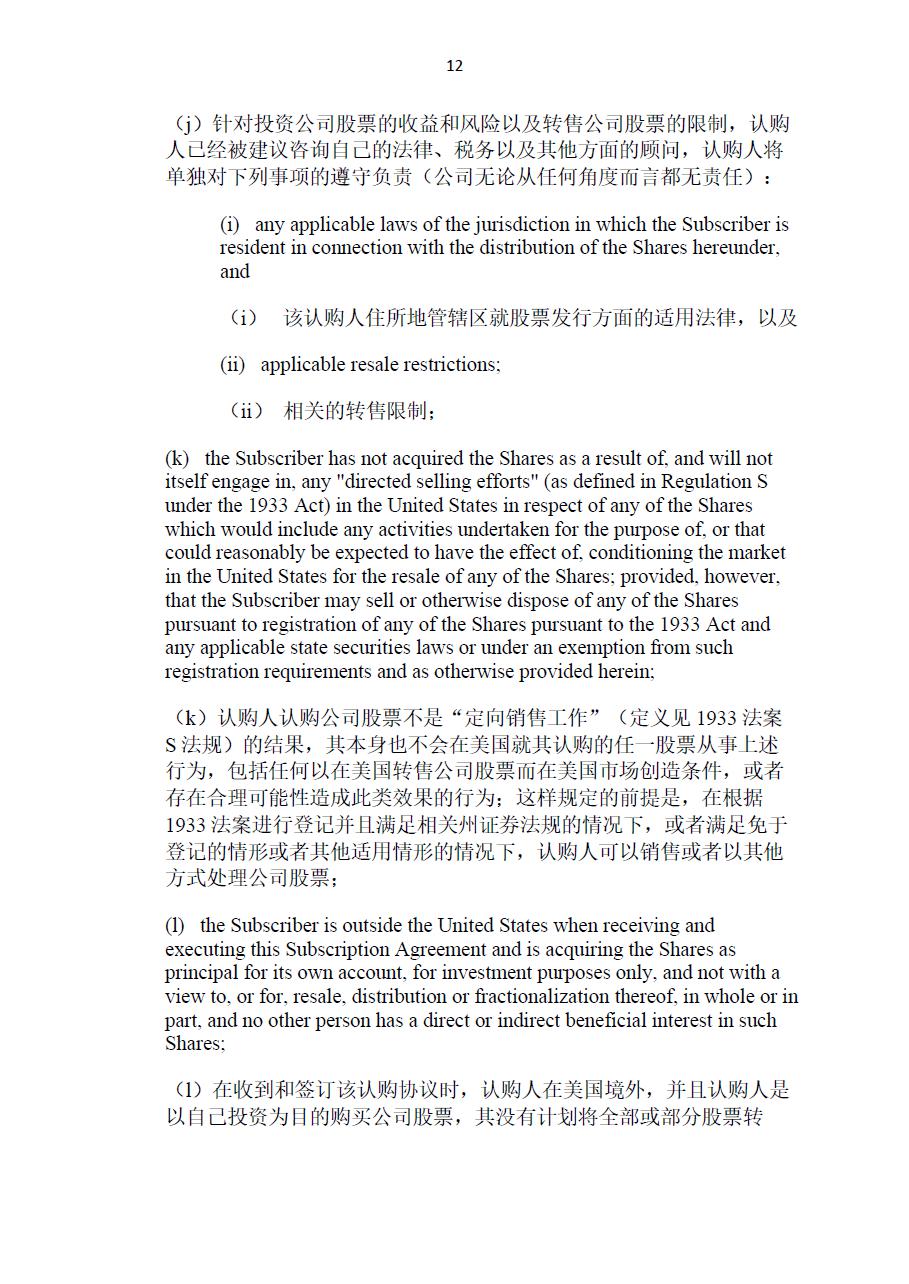 12
（j）针对投资公司股票的收益和风险以及转售公司股票的限制，认购
人已经被建议咨询自己的法律、税务以及其他方面的顾问，认购人将
单独对下列事项的遵守负责（公司无论从任何角度而言都无责任）：
(i) any applicable laws of the jurisdiction in which the Subscriber is
resident in connection with the distribution of the Shares hereunder,
and
（i） 该认购人住所地管辖区就股票发行方面的适用法律，以及
(ii) applicable resale restrictions;
（ii） 相关的转售限制；
(k) the Subscriber has not acquired the Shares as a result of, and will not
itself engage in, any "directed selling efforts" (as defined in Regulation S
under the 1933 Act) in the United States in respect of any of the Shares
which would include any activities undertaken for the purpose of, or that
could reasonably be expected to have the effect of, conditioning the market
in the United States for the resale of any of the Shares; provided, however,
that the Subscriber may sell or otherwise dispose of any of the Shares
pursuant to registration of any of the Shares pursuant to the 1933 Act and
any applicable state securities laws or under an exemption from such
registration requirements and as otherwise provided herein;
（k）认购人认购公司股票不是“定向销售工作”（定义见 1933 法案
S 法规）的结果，其本身也不会在美国就其认购的任一股票从事上述
行为，包括任何以在美国转售公司股票而在美国市场创造条件，或者
存在合理可能性造成此类效果的行为；这样规定的前提是，在根据
1933 法案进行登记并且满足相关州证券法规的情况下，或者满足免于
登记的情形或者其他适用情形的情况下，认购人可以销售或者以其他
方式处理公司股票；
(l) the Subscriber is outside the United States when receiving and
executing this Subscription Agreement and is acquiring the Shares as
principal for its own account, for investment purposes only, and not with a
view to, or for, resale, distribution or fractionalization thereof, in whole or in
part, and no other person has a direct or indirect beneficial interest in such
Shares;
（l）在收到和签订该认购协议时，认购人在美国境外，并且认购人是
以自己投资为目的购买公司股票，其没有计划将全部或部分股票转